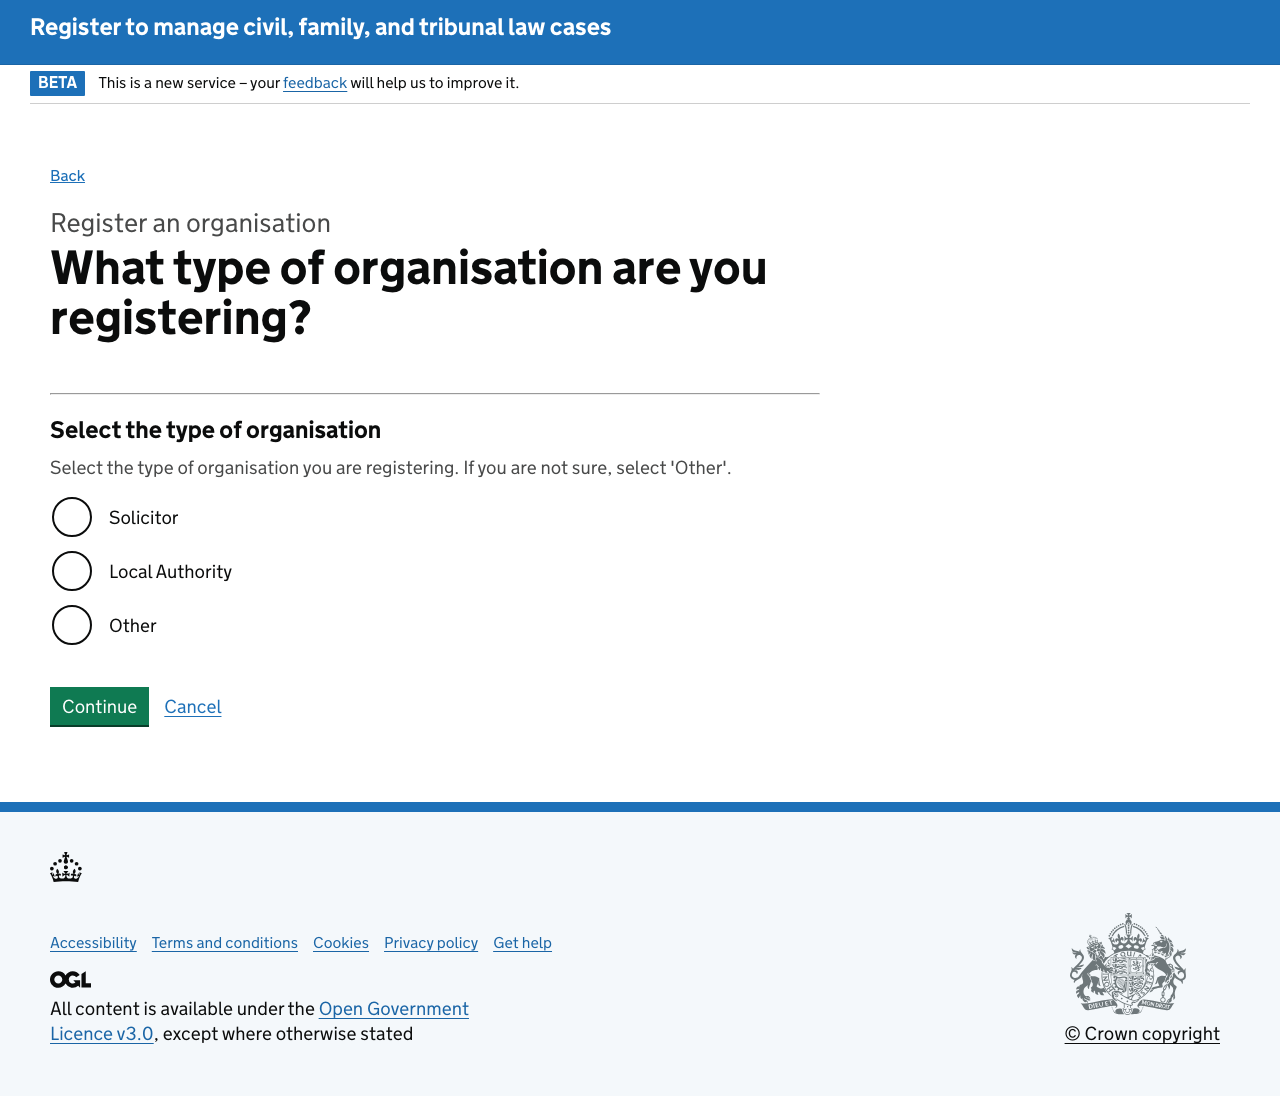 Register to manage civil, family, and tribunal law cases
BETA This is a new service – your feedback will help us to improve it.
Back
Register an organisation
What type of organisation are you
registering?
Select the type of organisation
Select the type of organisation you are registering. If you are not sure, select 'Other'.
Solicitor
Local Authority
Other
Continue Cancel
Accessibility Terms and conditions Cookies Privacy policy Get help
OGL
All content is available under the Open Government
Licence v3.0, except where otherwise stated
© Crown copyright